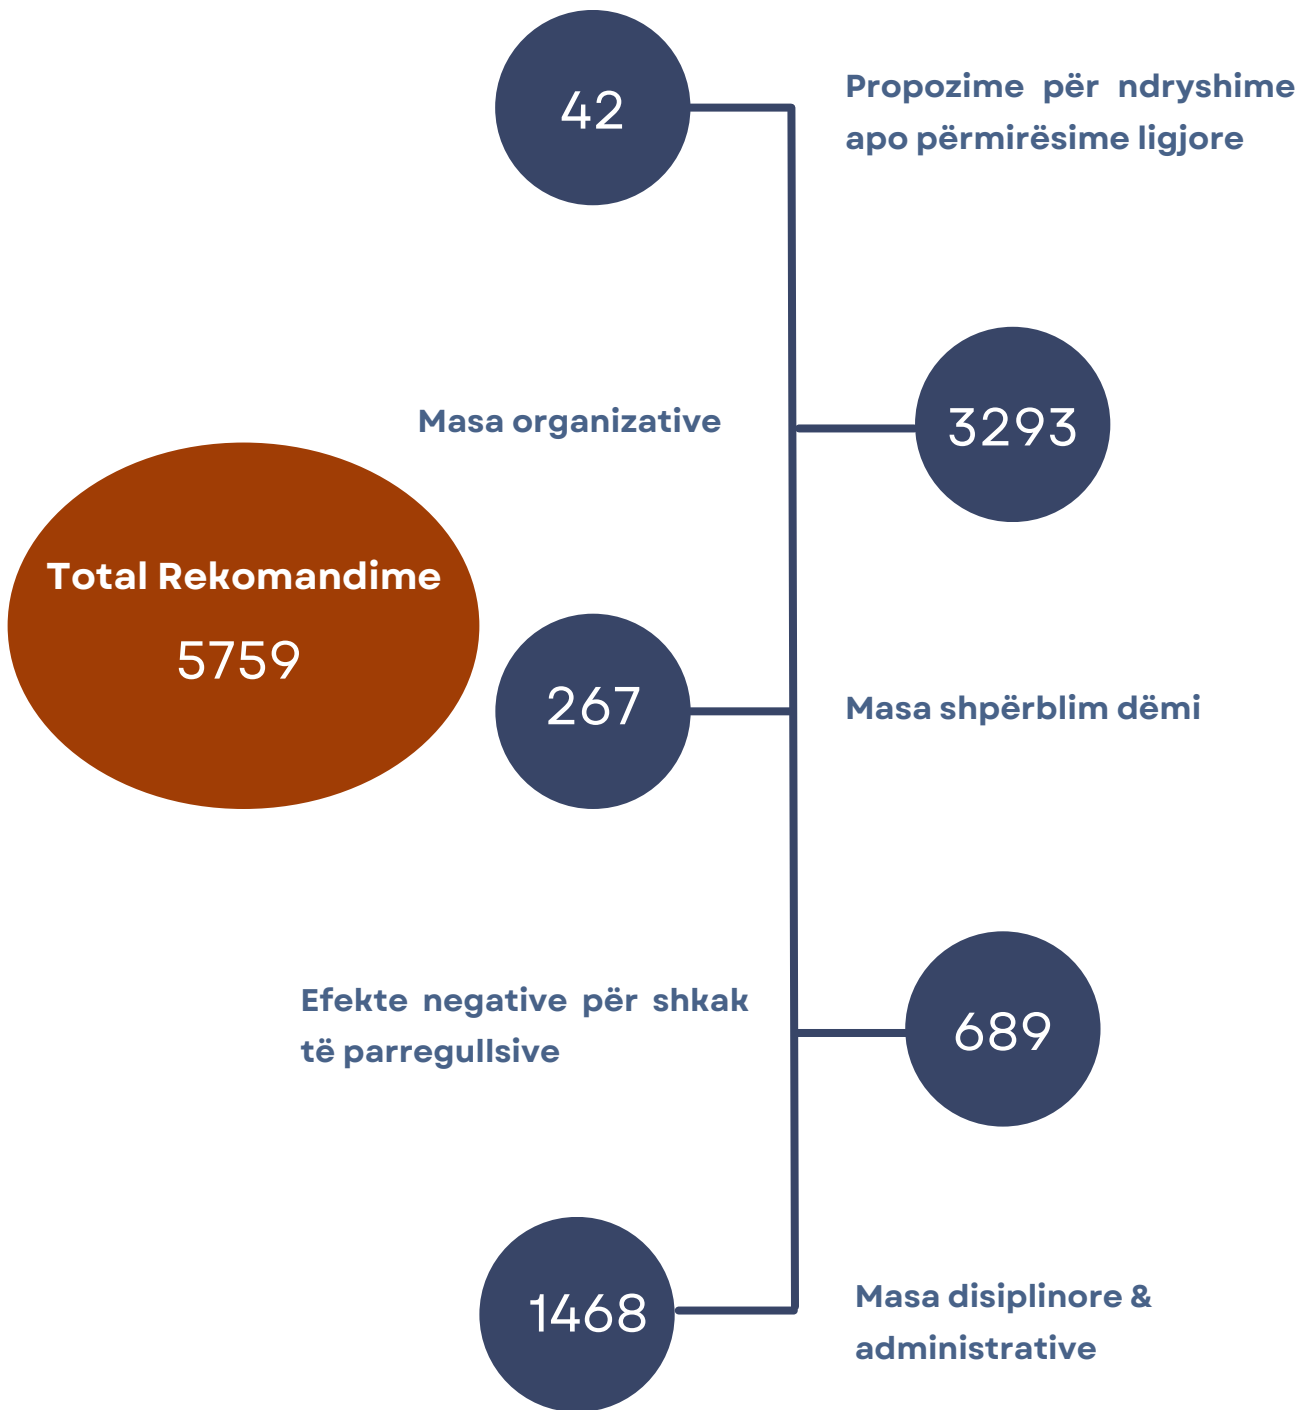 42
Propozime për ndryshime
apo përmirësime ligjore
Masa organizative
3293
Total Rekomandime
5759
267
Masa shpërblim dëmi
Efekte negative për shkak
të parregullsive
689
1468
Masa disiplinore &
administrative